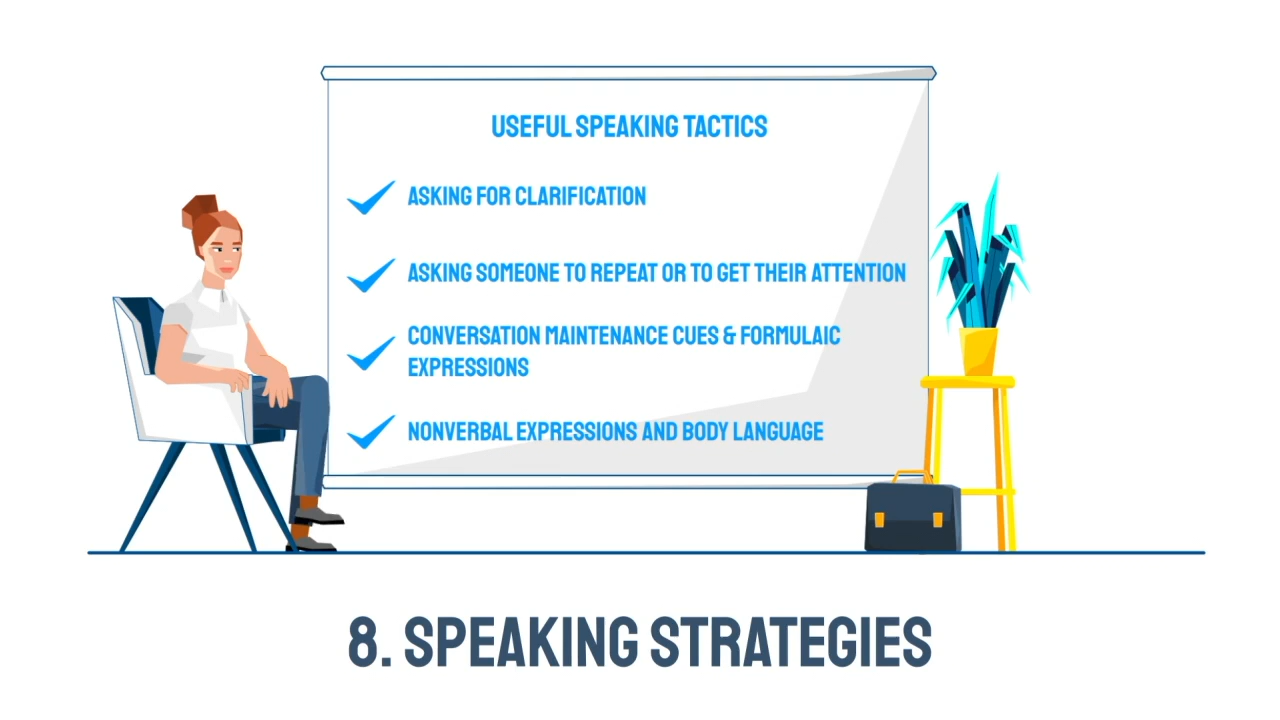 USEFUL SPEAKING TACTICS
ASKING FOR CLARIFICATION
ASKING SOMEONE TO REPEAT OR TO GET THEIR ATTENTION
CONVERSATION MAINTENANCE CUES & FORMULAIC
EXPRESSIONS
NONVERBAL EXPRESSIONS AND BODY LANGUAGE
8. SPEAKING STRATEGIES